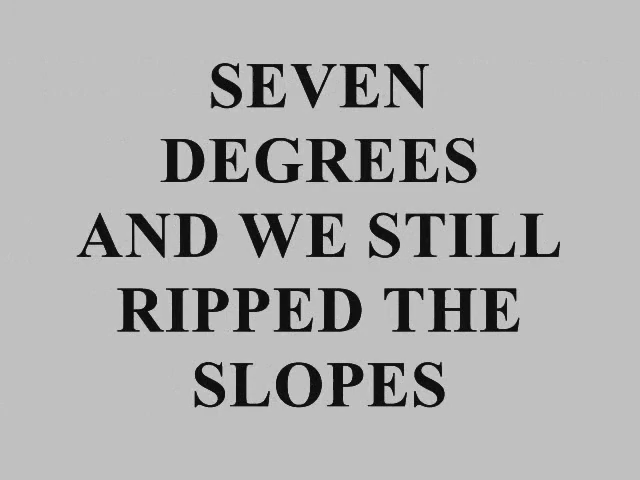 SEVEN
DEGREES
AND WE STILL
RIPPED THE
SLOPES